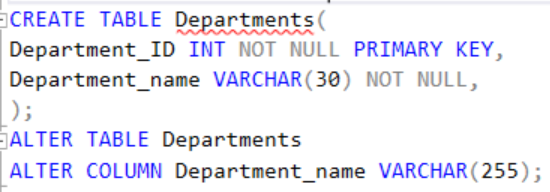 CREATE TABLE Departments(
Department_ID INT NOT NULL PRIMARY KEY,
Department_name VARCHAR(30) NOT NULL,
);
ALTER TABLE Departments
ALTER COLUMN Department_name VARCHAR(255);